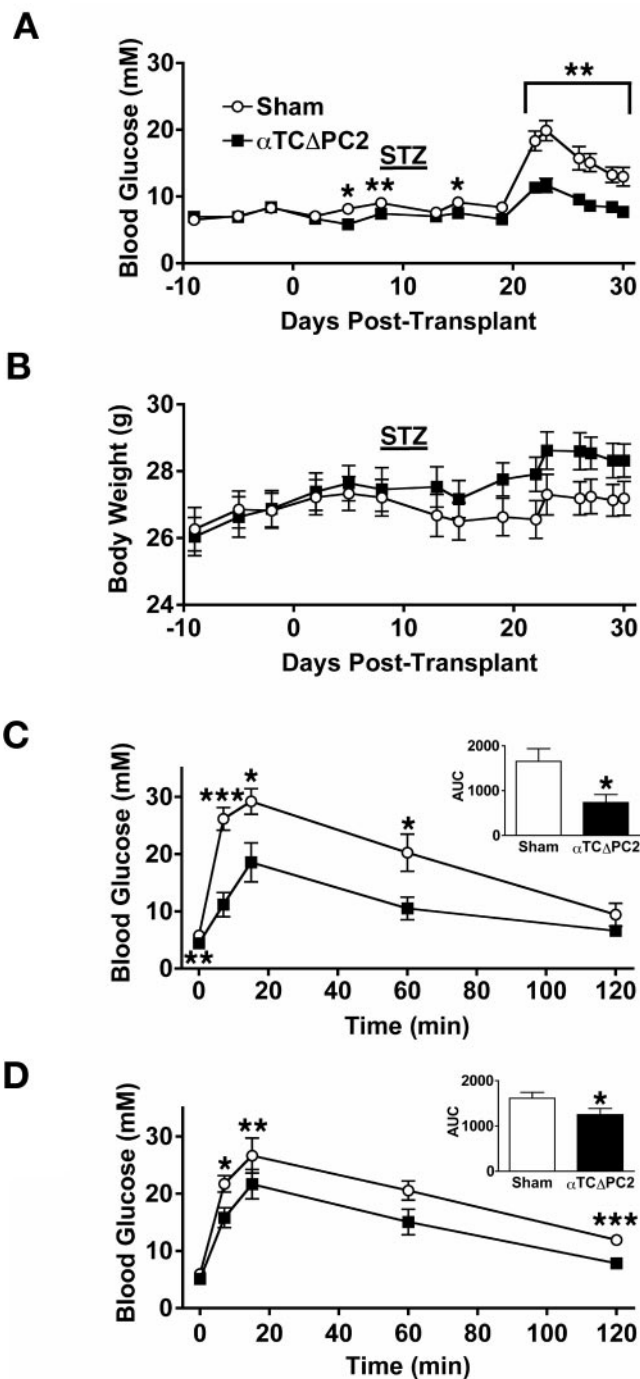 A
Blood Glucose (mM)
30
20
10
0
Sham
αTCΔPC2
STZ
* ** * **
-10 0 10 20 30
Days Post-Transplant
B
Body Weight (g)
30
28
26
24
STZ
-10 0 10 20 30
Days Post-Transplant
C
Blood Glucose (mM)
30
20
10
0
*** * *
**
AUC
2000
1000
0
*
Sham αTCΔPC2
0 20 40 60 80 100 120
Time (min)
D
Blood Glucose (mM)
30
20
10
0
* ** ***
AUC
2000
1000
0
*
Sham αTCΔPC2
0 20 40 60 80 100 120
Time (min)